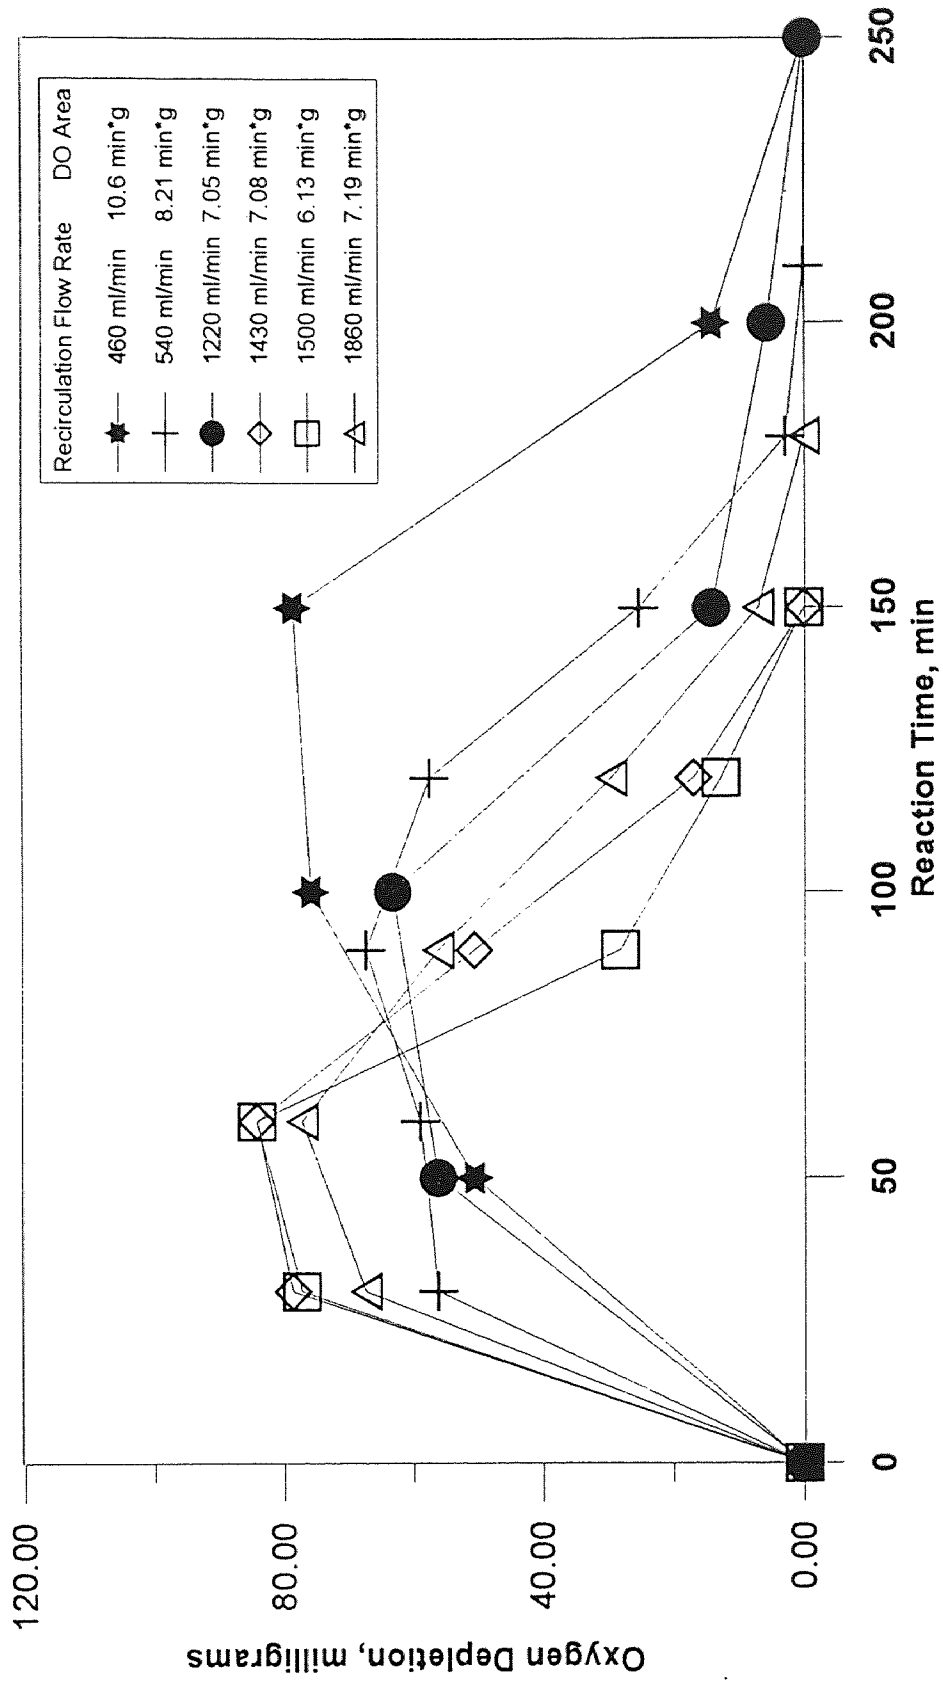 120.00
80.00
40.00
0.00
Oxygen Depletion, milligrams
Recirculation Flow Rate DO Area
460 ml/min 10.6 min*g
540 ml/min 8.21 min*g
1220 ml/min 7.05 min*g
1430 ml/min 7.08 min*g
1500 ml/min 6.13 min*g
1860 ml/min 7.19 min*g
0
50
100
150
200
250
Reaction Time, min